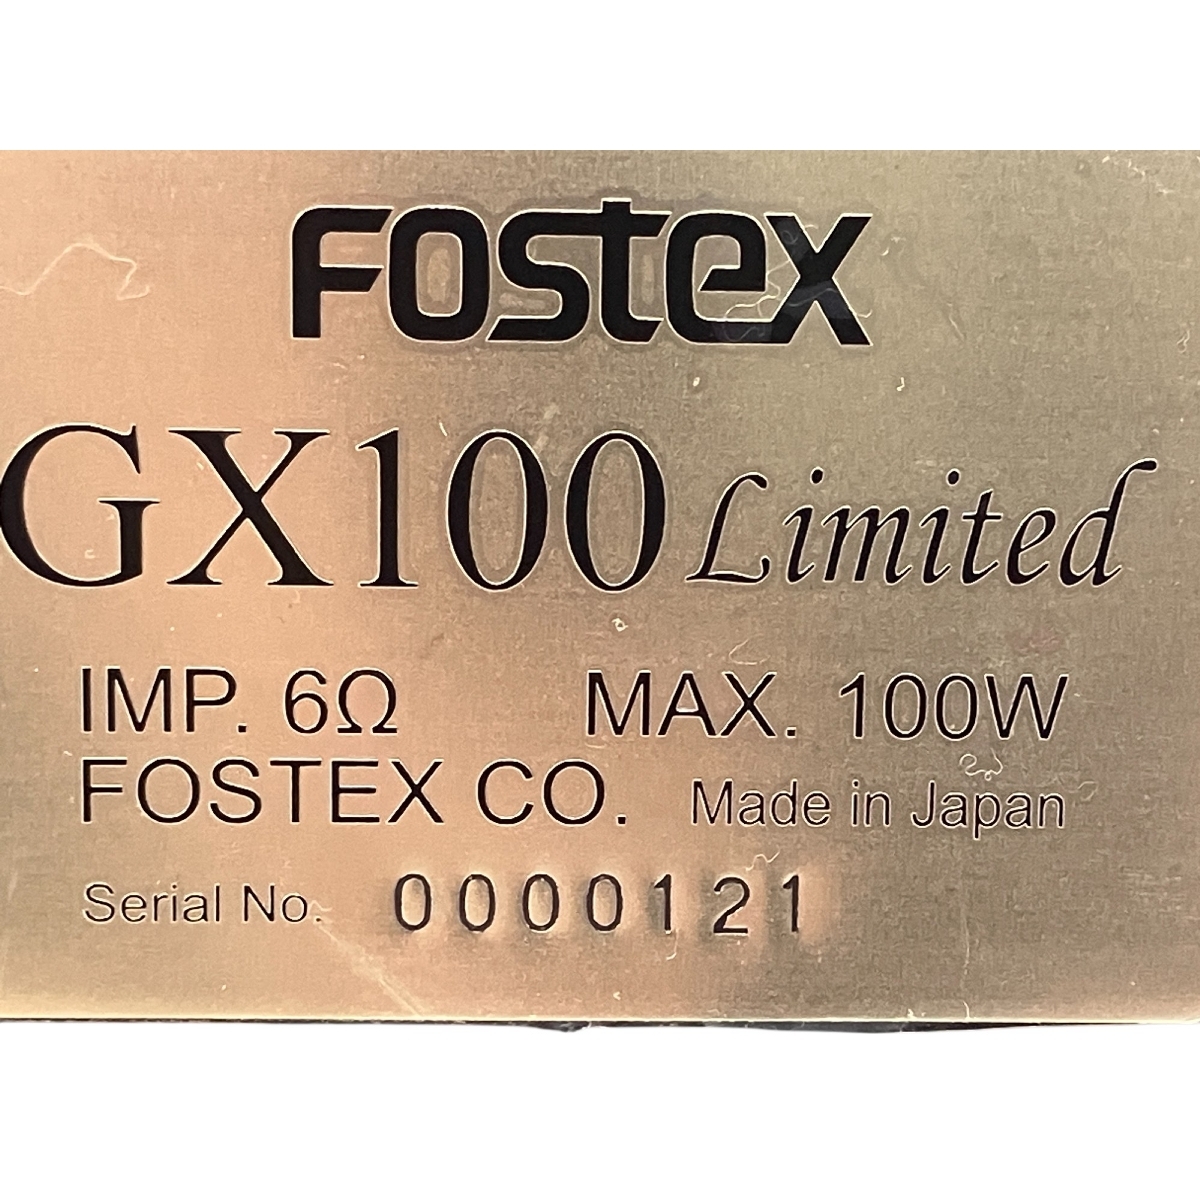 FOSTEX
GX100 Limited
IMP. 6Ω MAX. 100W
FOSTEX CO. Made in Japan
Serial No. 0000121